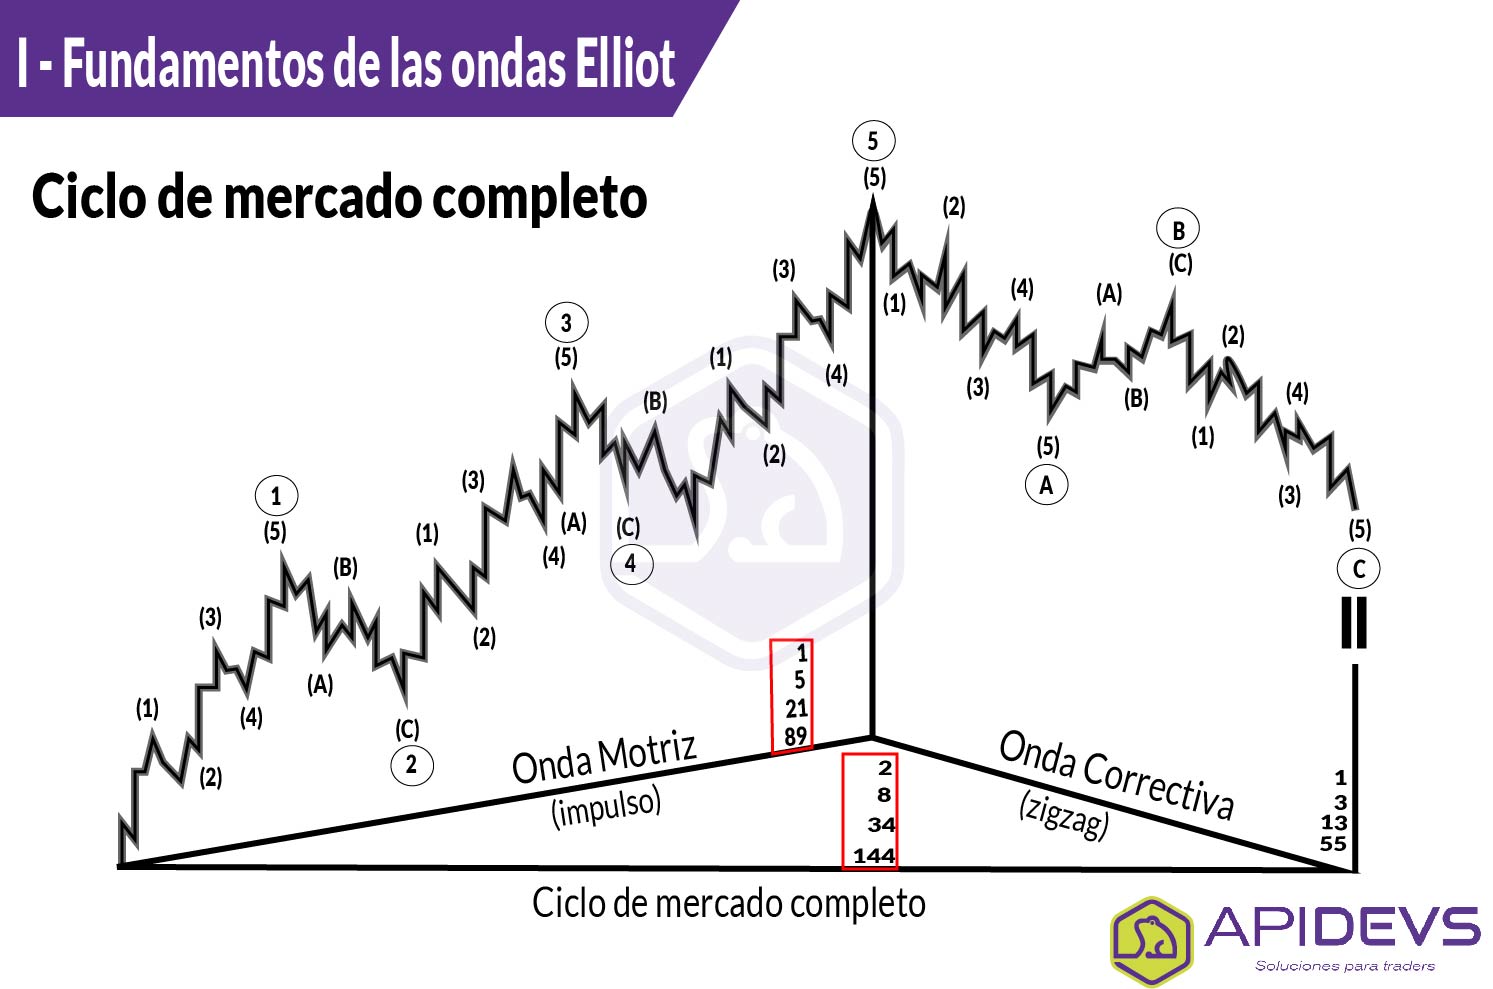 I - Fundamentos de las ondas Elliot
Ciclo de mercado completo
5
(5)
(2)
B
(C)
(3)
(1)
(4)
(A)
3
(5)
(1)
(4)
(3)
(B)
(2)
(4)
(B)
(2)
(1)
(5)
A
(3)
(5)
C
1
(5)
(3)
(1)
(A)
(4)
(C)
4
(B)
(3)
(2)
(A)
(1)
(4)
(2)
(C)
2
1
5
21
89
Onda Motriz
(impulso)
2
8
34
144
Onda Correctiva
(zigzag)
1
3
13
55
Ciclo de mercado completo
APIDEVS
Soluciones para traders